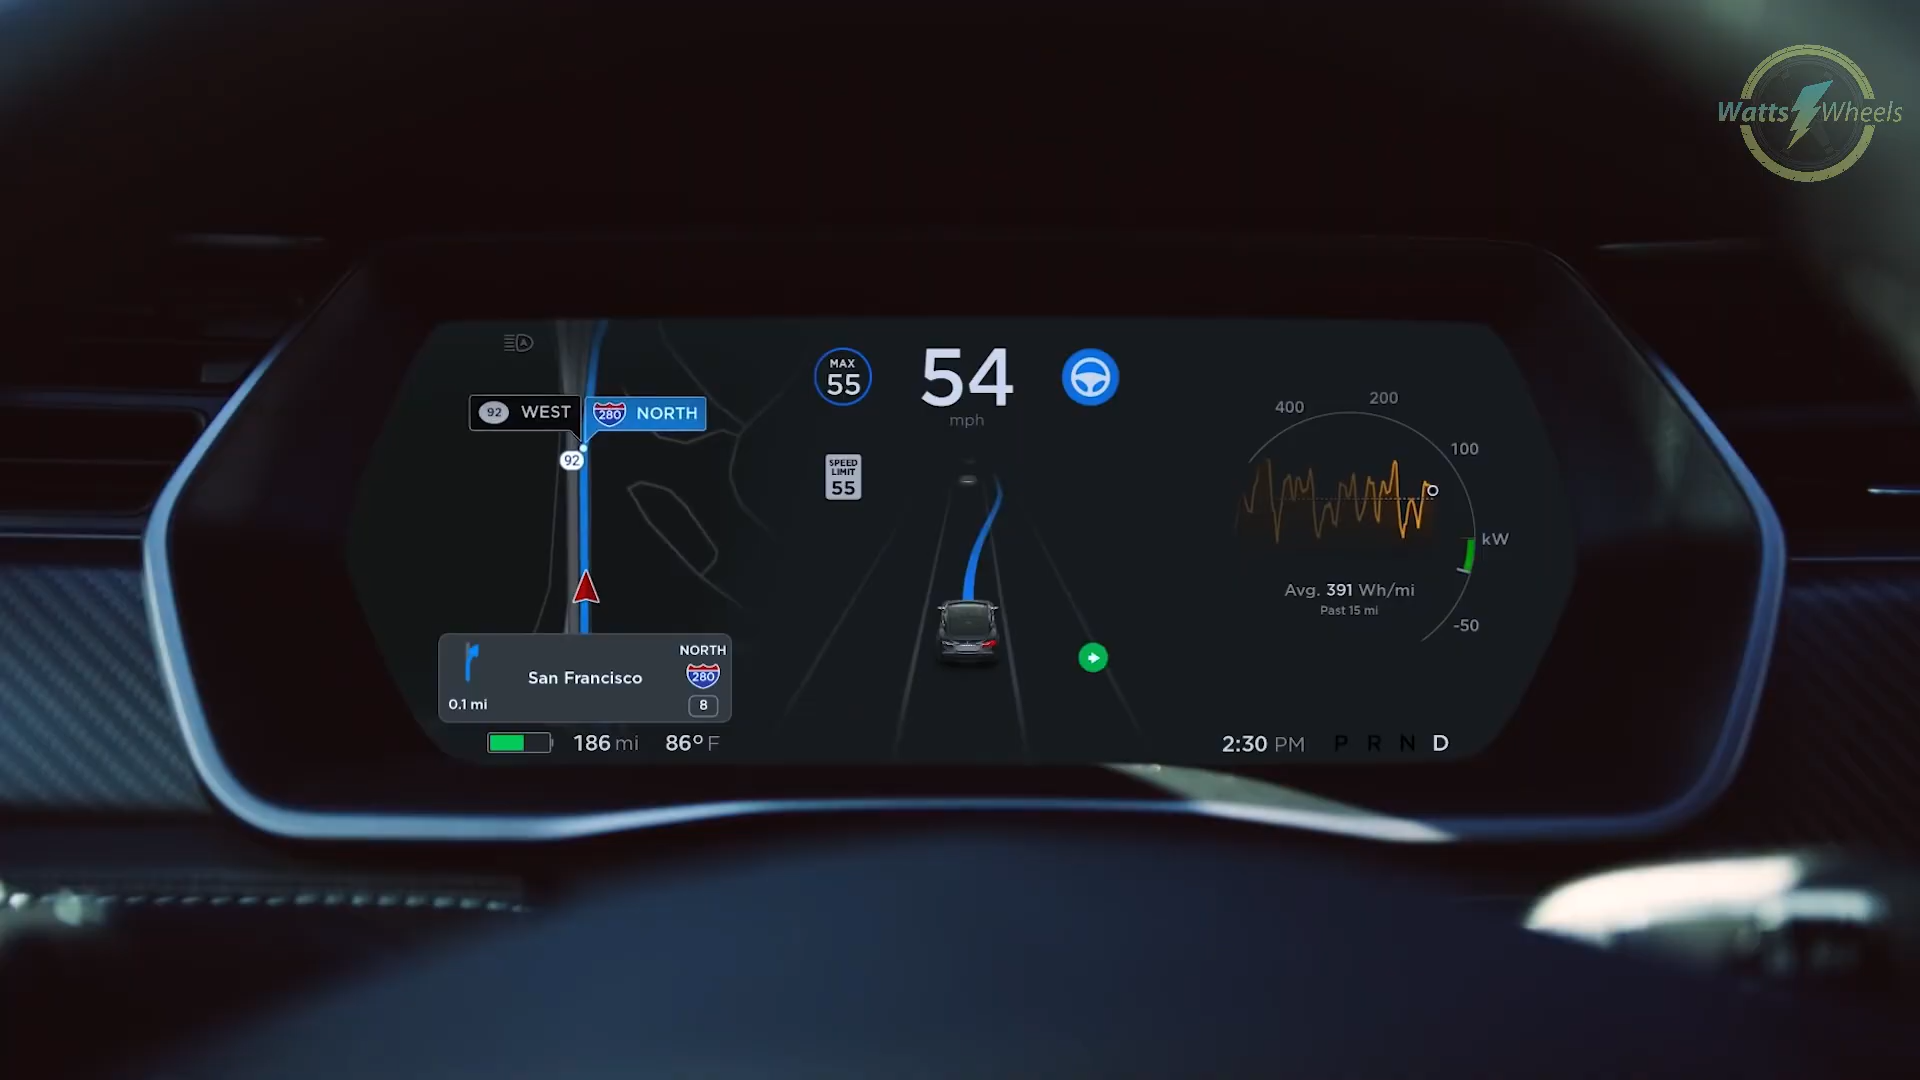 Watts Wheels
MAX
55
54
mph
SPEED
LIMIT
55
92 WEST
280 NORTH
92
NORTH
San Francisco
280
0.1 mi
8
186 mi 86° F
400
200
100
kW
-50
Avg. 391 Wh/mi
Past 15 mi
2:30 PM P R N D